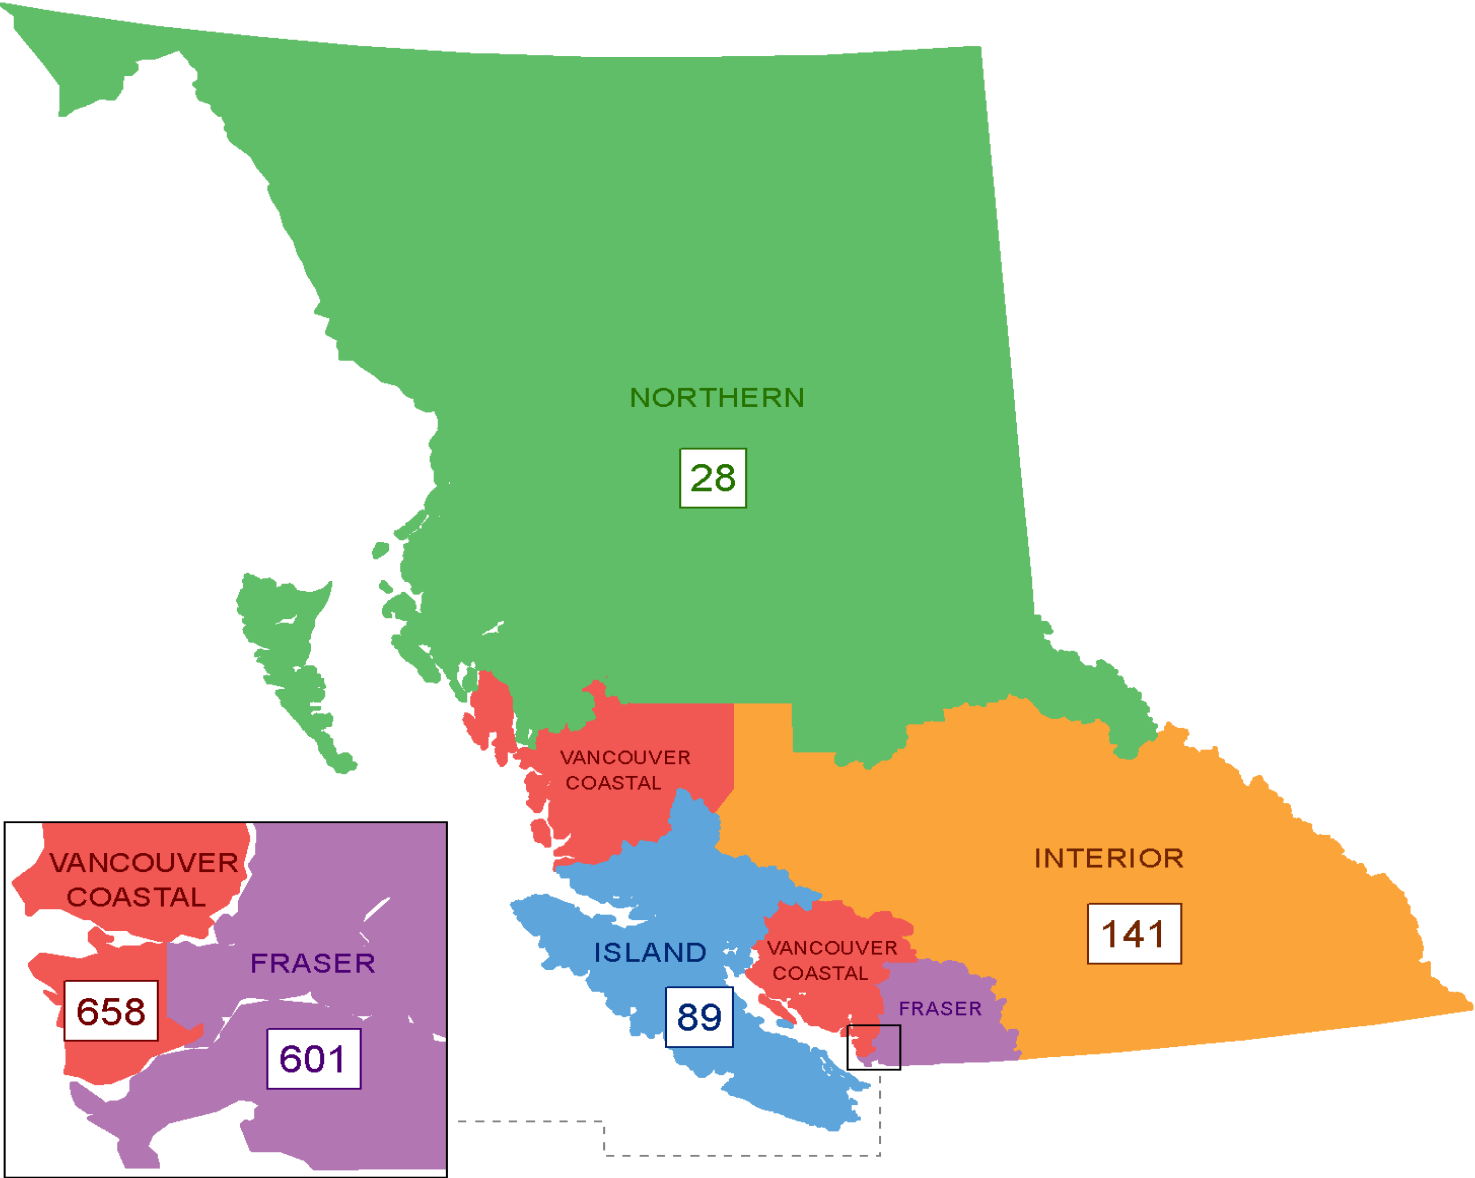 NORTHERN
28
VANCOUVER
COASTAL
INTERIOR
141
ISLAND
89
VANCOUVER
COASTAL
FRASER
VANCOUVER
COASTAL
FRASER
658
601